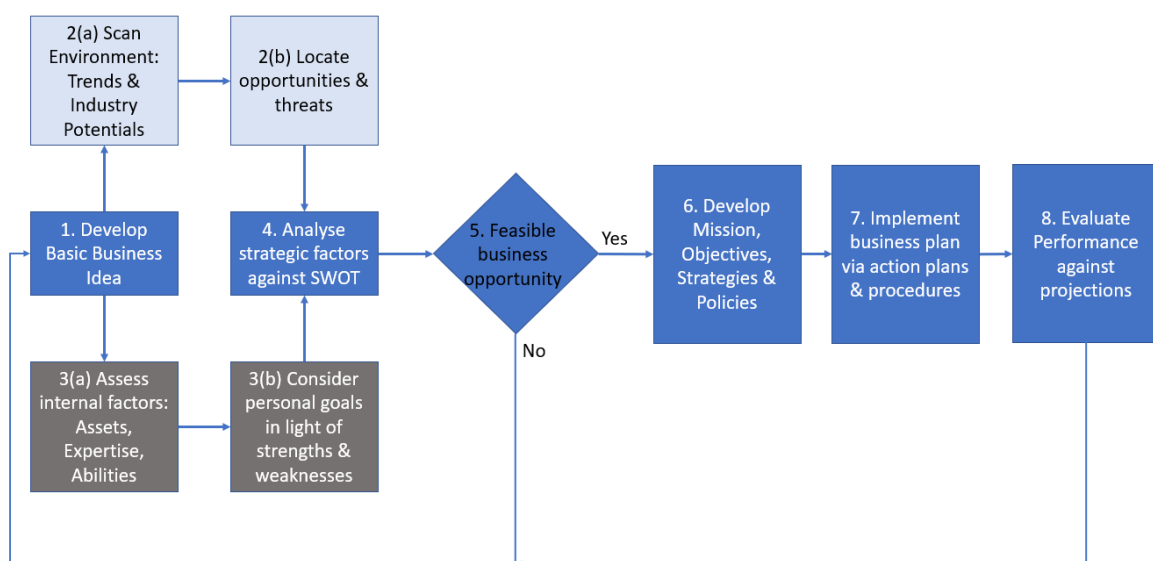 2(a) Scan
Environment:
Trends &
Industry
Potentials
2(b) Locate
opportunities &
threats
1. Develop
Basic Business
Idea
4. Analyse
strategic factors
against SWOT
5. Feasible
business
opportunity
Yes
No
6. Develop
Mission,
Objectives,
Strategies &
Policies
7. Implement
business plan
via action plans
& procedures
8. Evaluate
Performance
against
projections
3(a) Assess
internal factors:
Assets,
Expertise,
Abilities
3(b) Consider
personal goals
in light of
strengths &
weaknesses